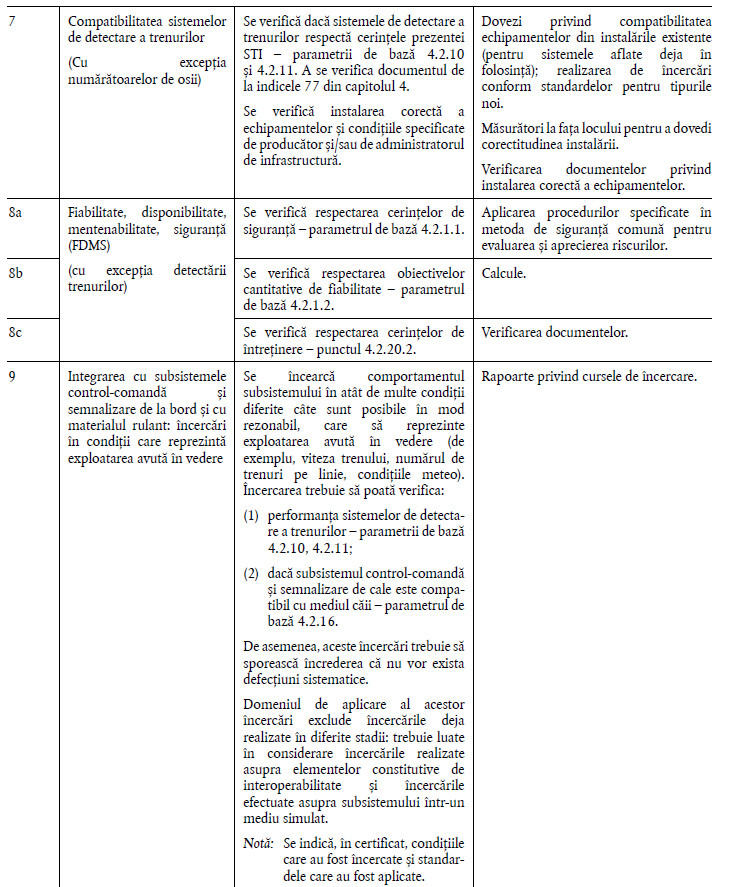 7
Compatibilitatea sistemelor
de detectare a trenurilor
(Cu excepția
numărătoarelor de osii)
Se verifică dacă sistemele de detectare a
trenurilor respectă cerințele prezentei
STI – parametrii de bază 4.2.10
și 4.2.11. A se verifica documentul de
la indicele 77 din capitolul 4.
Se verifică instalarea corectă a
echipamentelor și condițiile specificate
de producător și/sau de administratorul
de infrastructură.
Dovezi privind compatibilitatea
echipamentelor din instalările existente
(pentru sistemele aflate deja în
folosință); realizarea de încercări
conform standardelor pentru tipurile
noi.
Măsurători la fața locului pentru a dovedi
corectitudinea instalării.
Verificarea documentelor privind
instalarea corectă a echipamentelor.
8a
Fiabilitate, disponibilitate,
mentenabilitate, siguranță
(FDMS)
(cu excepția detectării
trenurilor)
Se verifică respectarea cerințelor de
siguranță – parametrul de bază 4.2.1.1.
Aplicarea procedurilor specificate în
metoda de siguranță comună pentru
evaluarea și aprecierea riscurilor.
8b
Se verifică respectarea obiectivelor
cantitative de fiabilitate – parametrul
de bază 4.2.1.2.
Calcule.
8c
Se verifică respectarea cerințelor de
întreținere – punctul 4.2.20.2.
Verificarea documentelor.
9
Integrarea cu subsistemele
control-comandă și
semnalizare de la bord și cu
materialul rulant: încercări
în condiții care reprezintă
exploatarea avută în vedere
Se încearcă comportamentul
subsistemului în atât de multe condiții
diferite câte sunt posibile în mod
rezonabil, care să reprezinte
exploatarea avută în vedere (de
exemplu, viteza trenului, numărul de
trenuri pe linie, condițiile meteo).
Încercarea trebuie să poată verifica:
(1) performanța sistemelor de detecta-
re a trenurilor – parametrii de bază
4.2.10, 4.2.11;
(2) dacă subsistemul control-comandă
și semnalizare de cale este compa-
tibil cu mediul căii – parametrul de
bază 4.2.16.
De asemenea, aceste încercări trebuie să
sporească încrederea că nu vor exista
defecțiuni sistematice.
Domeniul de aplicare al acestor
încercări exclude încercările deja
realizate în diferite stadii: trebuie luate
în considerare încercările realizate
asupra elementelor constitutive de
interoperabilitate și încercările
efectuate asupra subsistemului într-un
mediu simulat.
Notă: Se indică, în certificat, condițiile
care au fost încercate și standar-
dele care au fost aplicate.
Rapoarte privind cursele de încercare.